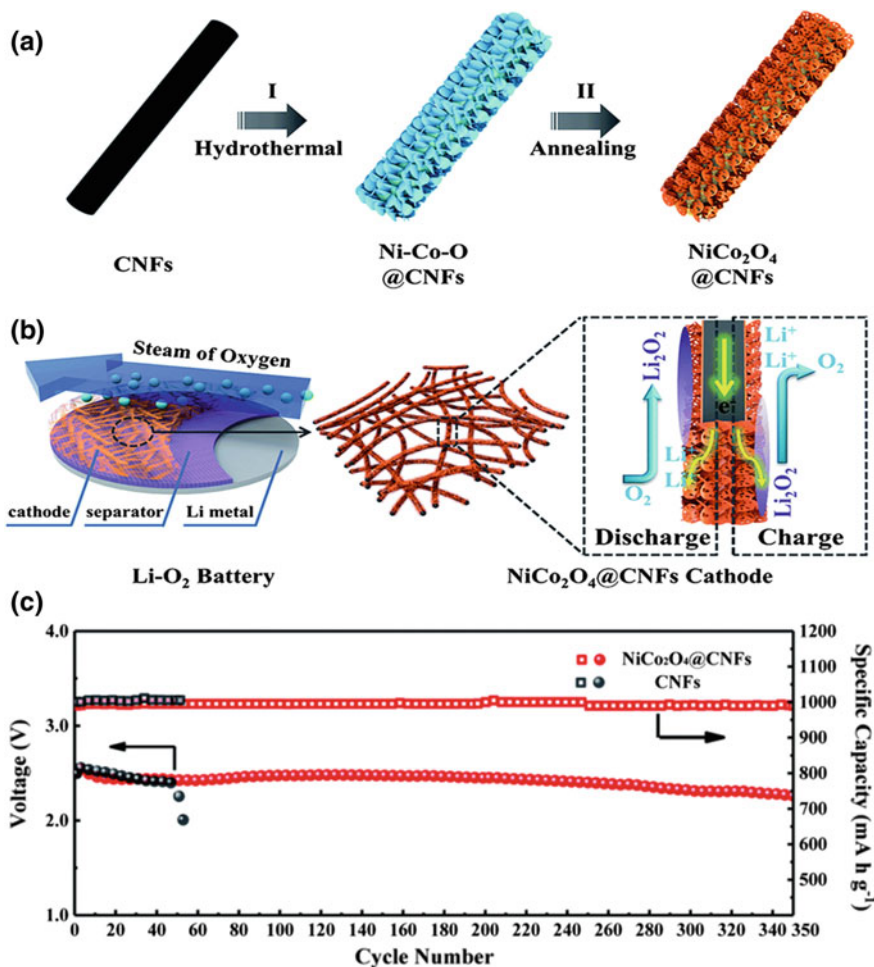 (a)
I
II
Hydrothermal
Annealing
CNFs
Ni-Co-O
@CNFs
NiCo₂O₄
@CNFs
(b)
Steam of Oxygen
cathode
separator
Li metal
Li-O₂ Battery
NiCo₂O₄@CNFs Cathode
Li₂O₂
Li⁺
Li⁺
O₂
e⁻
Li⁺
Li⁺
O₂
Li₂O₂
Discharge
Charge
(c)
4.0
3.0
2.0
1.0
Voltage (V)
NiCo₂O₄@CNFs
CNFs
1200
1100
1000
900
800
700
600
500
Specific Capacity (mA h g⁻¹)
0 20 40 60 80 100 120 140 160 180 200 220 240 260 280 300 320 340 350
Cycle Number